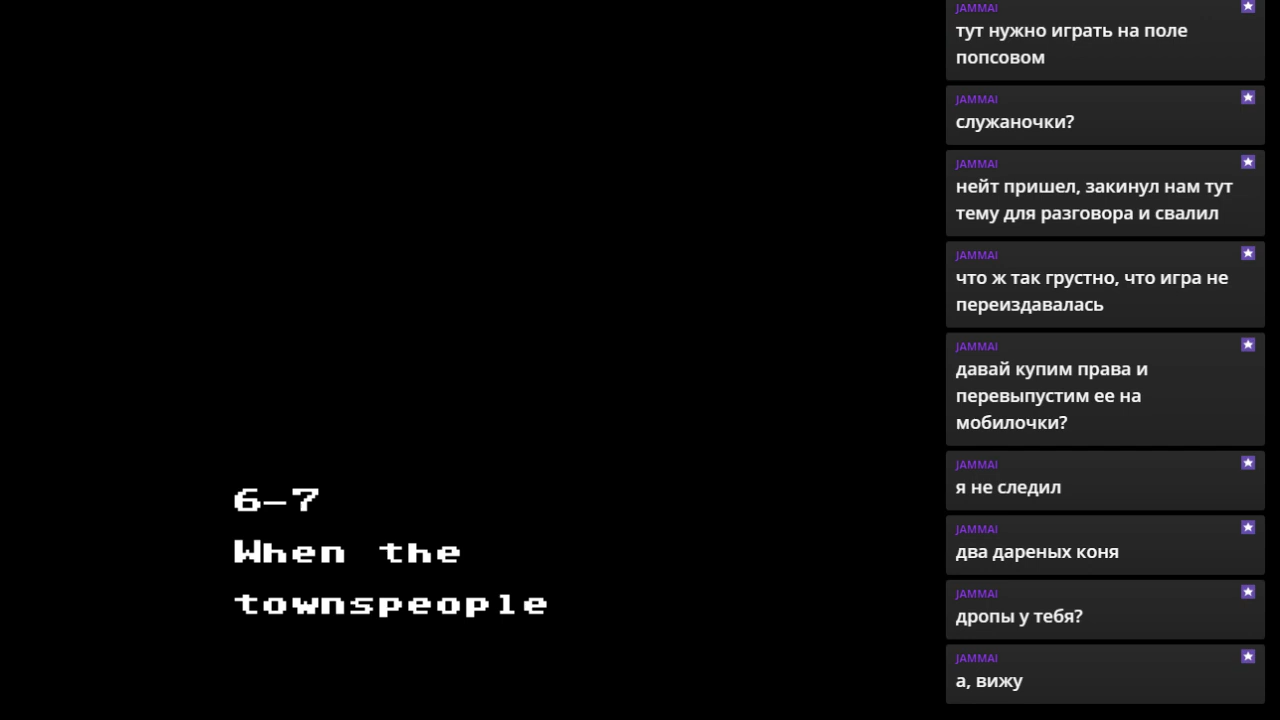 6-7
When the
townspeople
JAMMAI
тут нужно играть на поле
попсовом
JAMMAI
служаночки?
JAMMAI
нейт пришел, закинул нам тут
тему для разговора и свалил
JAMMAI
что ж так грустно, что игра не
переиздавалась
JAMMAI
давай купим права и
перевыпустим ее на
мобилочки?
JAMMAI
я не следил
JAMMAI
два дареных коня
JAMMAI
дропы у тебя?
JAMMAI
а, вижу